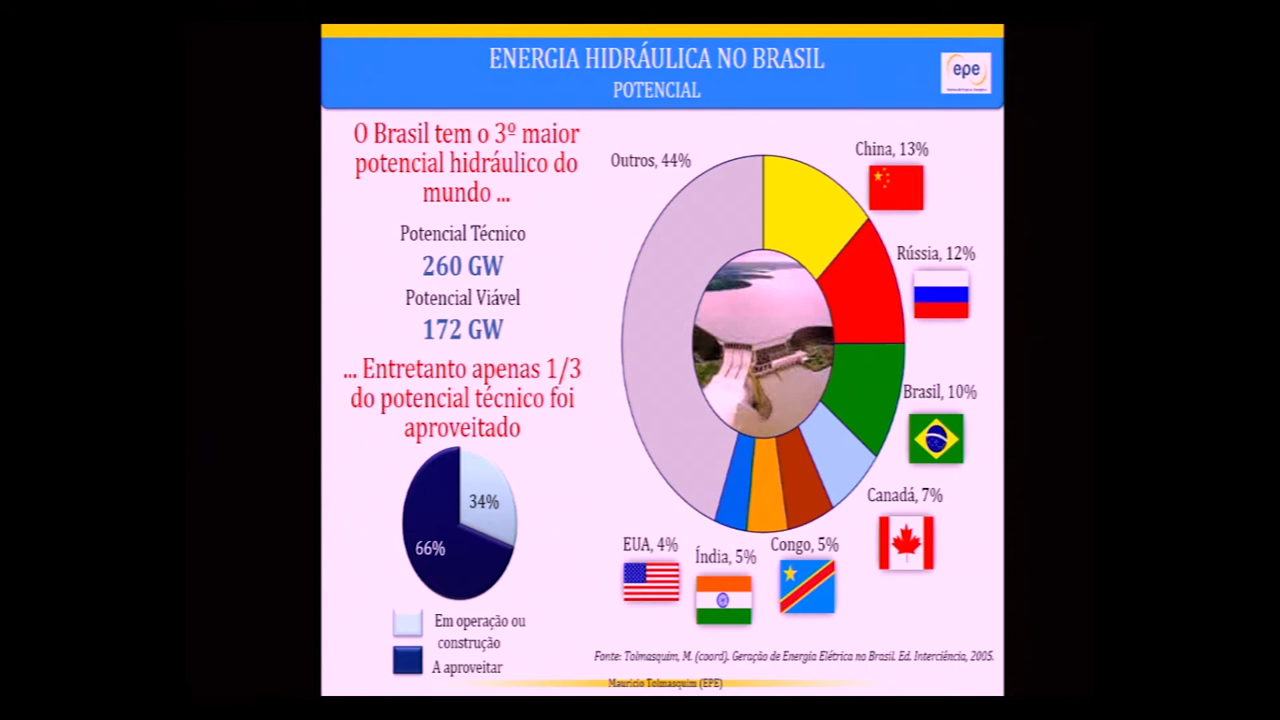 ENERGIA HIDRÁULICA NO BRASIL
POTENCIAL
epe
O Brasil tem o 3º maior
potencial hidráulico do
mundo ...
Potencial Técnico
260 GW
Potencial Viável
172 GW
... Entretanto apenas 1/3
do potencial técnico foi
aproveitado
34%
66%
Em operação ou
construção
A aproveitar
Outros, 44%
China, 13%
Rússia, 12%
Brasil, 10%
Canadá, 7%
Congo, 5%
Índia, 5%
EUA, 4%
Fonte: Tolmasquim, M. (coord). Geração de Energia Elétrica no Brasil. Ed. Interciência, 2005.
Maurício Tolmasquim (EPE)